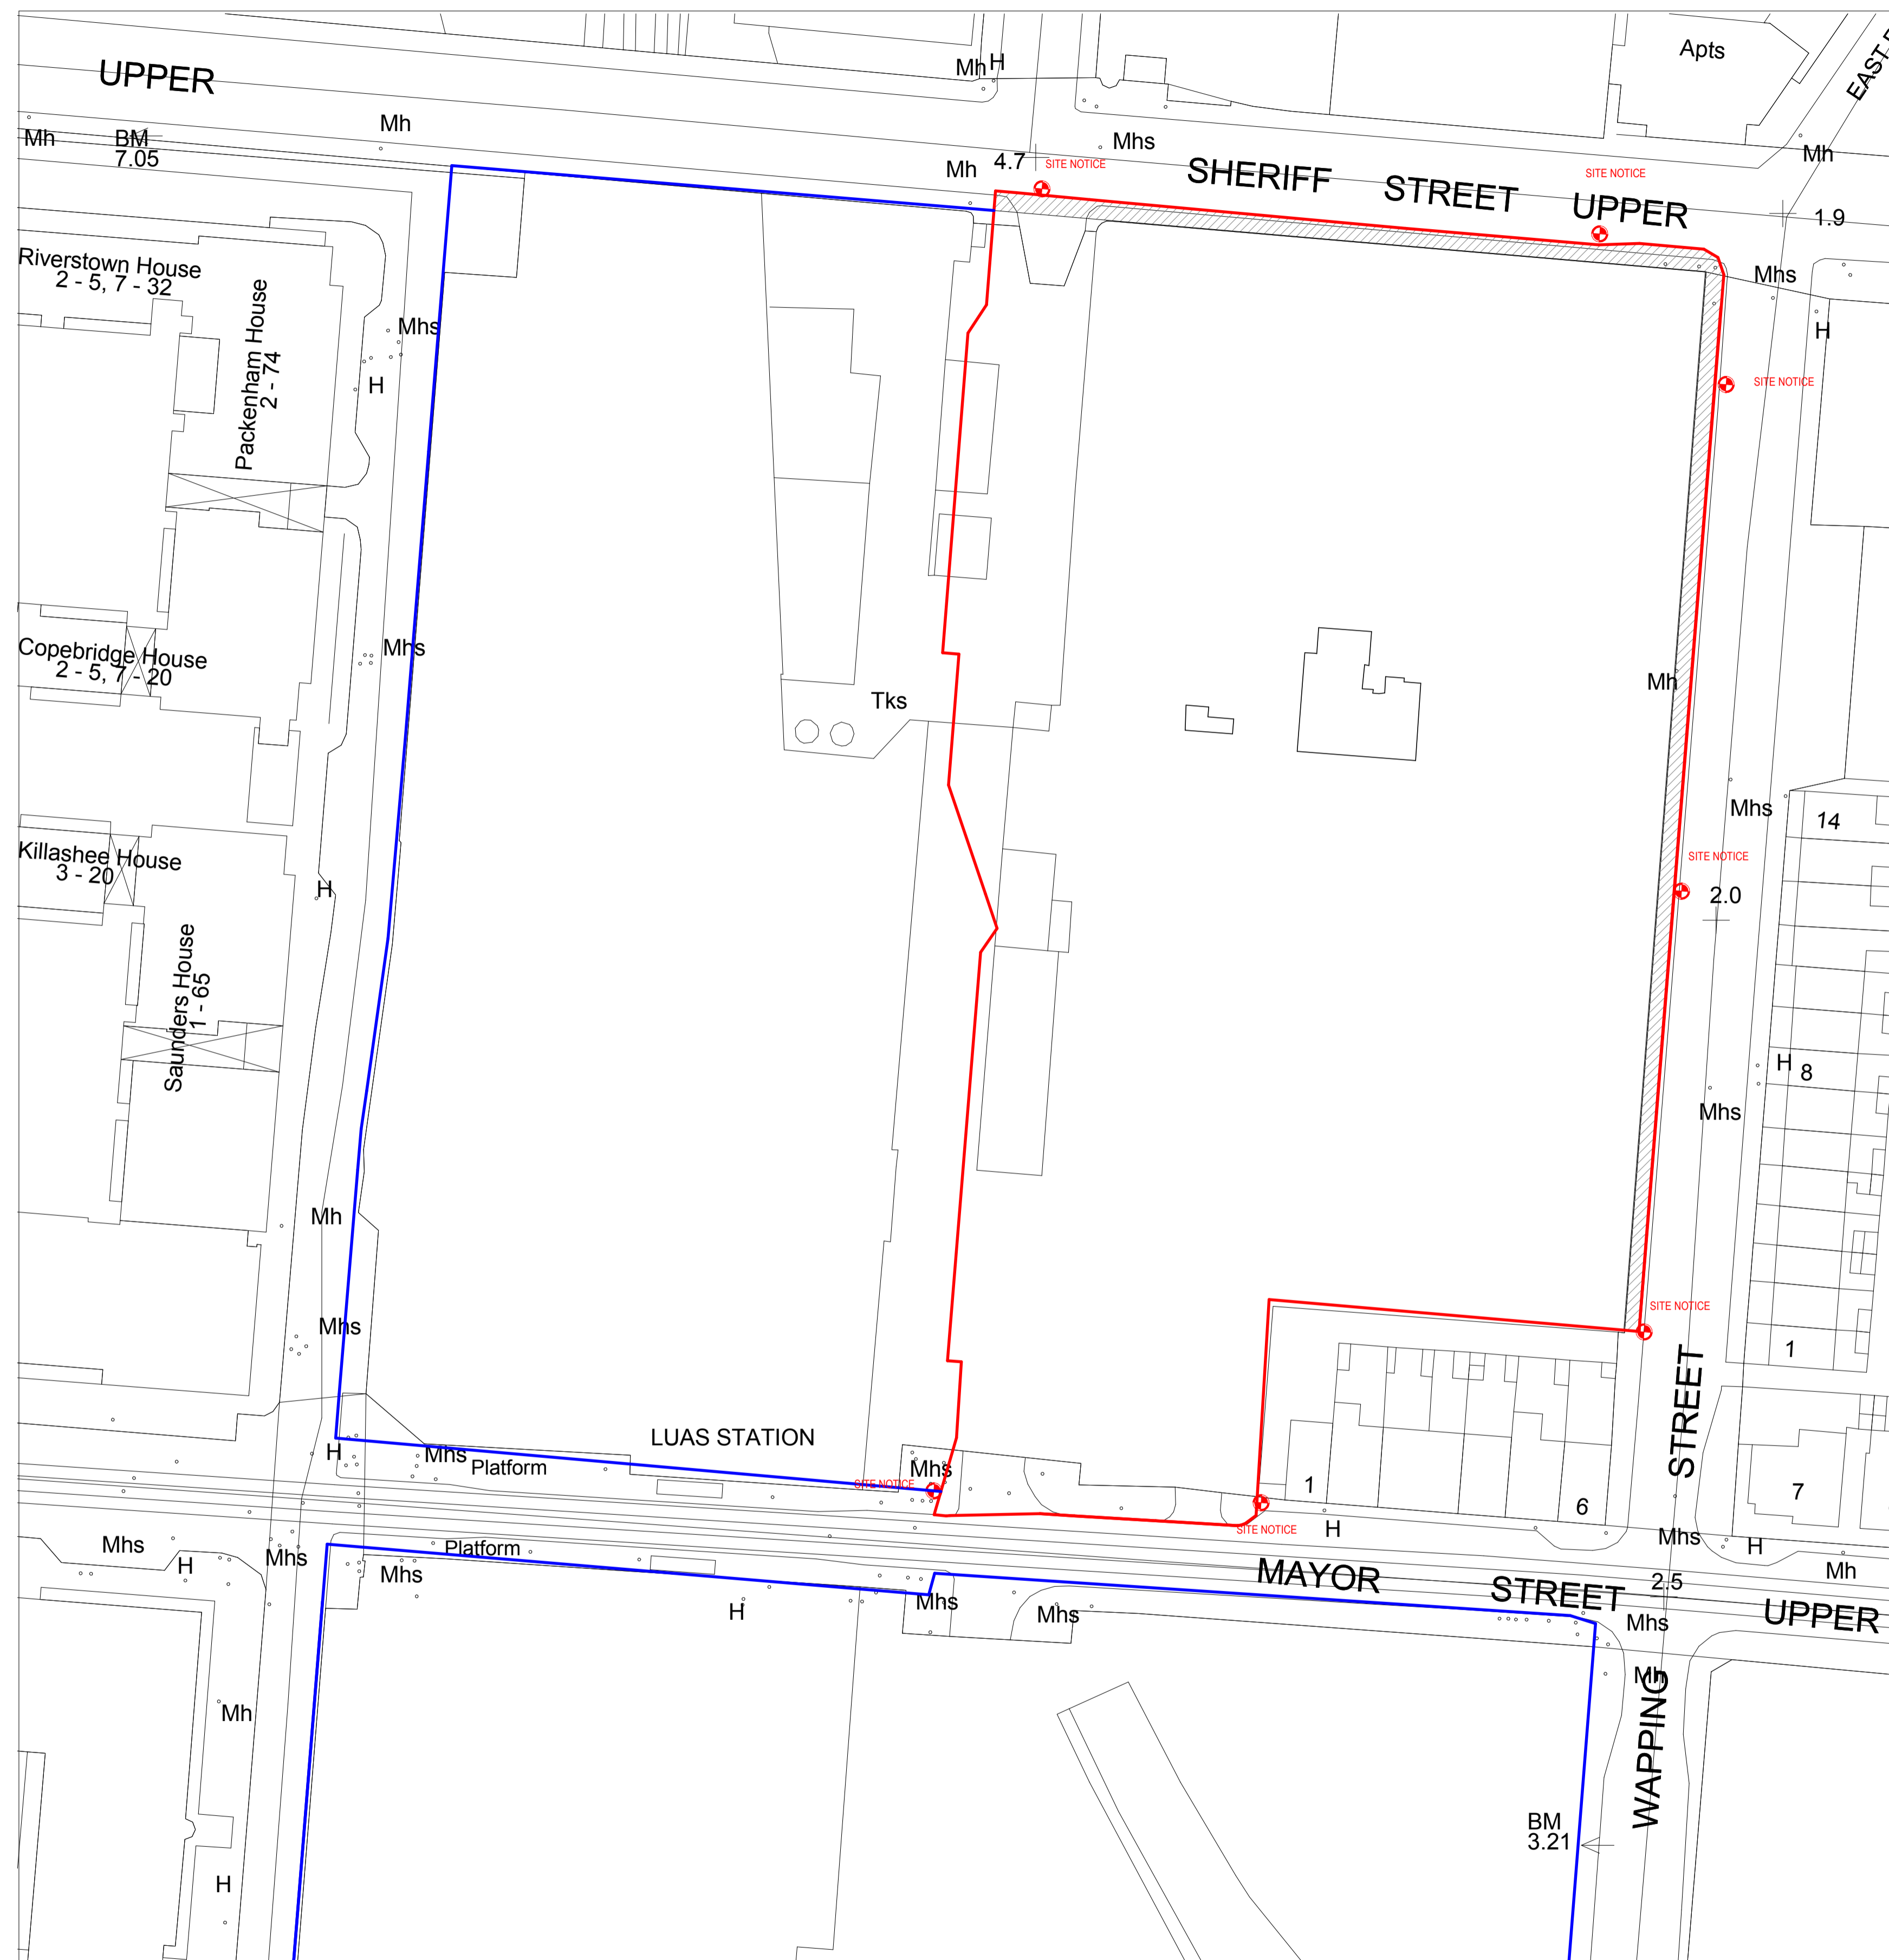 UPPER
Mh
H
Apts
Mh
BM
7.05
Mh
Mhs
Mh
4.7
SITE NOTICE
SHERIFF STREET UPPER
SITE NOTICE
Mh
1.9
Riverstown House
2 - 5, 7 - 32
Packenham House
2 - 74
Mhs
H
Mhs
H
SITE NOTICE
Copebridge House
2 - 5, 7 - 20
Mhs
Tks
Mh
Mhs
14
Killashee House
3 - 20
H
SITE NOTICE
2.0
Saunders House
1 - 65
H
8
Mhs
Mh
Mhs
SITE NOTICE
1
STREET
LUAS STATION
H
Mhs
Platform
Mhs
SITE NOTICE
1
6
7
SITE NOTICE
H
Mhs
H
Mhs
Mhs
H
Platform
Mhs
MAYOR STREET UPPER
2.5
Mh
H
Mhs
Mhs
Mhs
Mh
WAPPING
Mh
BM
3.21
H